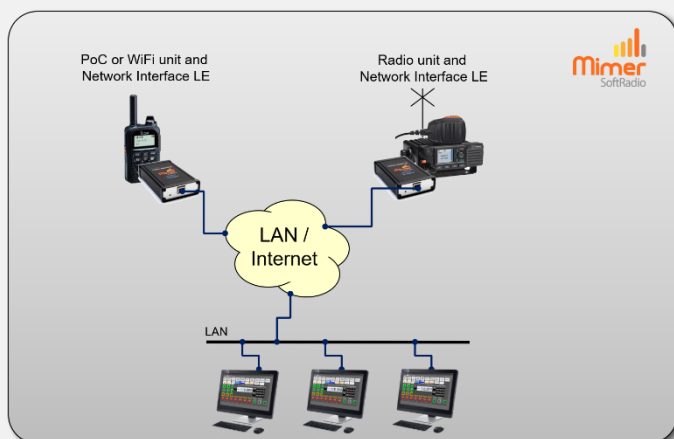 PoC or WiFi unit and
Network Interface LE
Radio unit and
Network Interface LE
Mimer
SoftRadio
LAN /
Internet
LAN